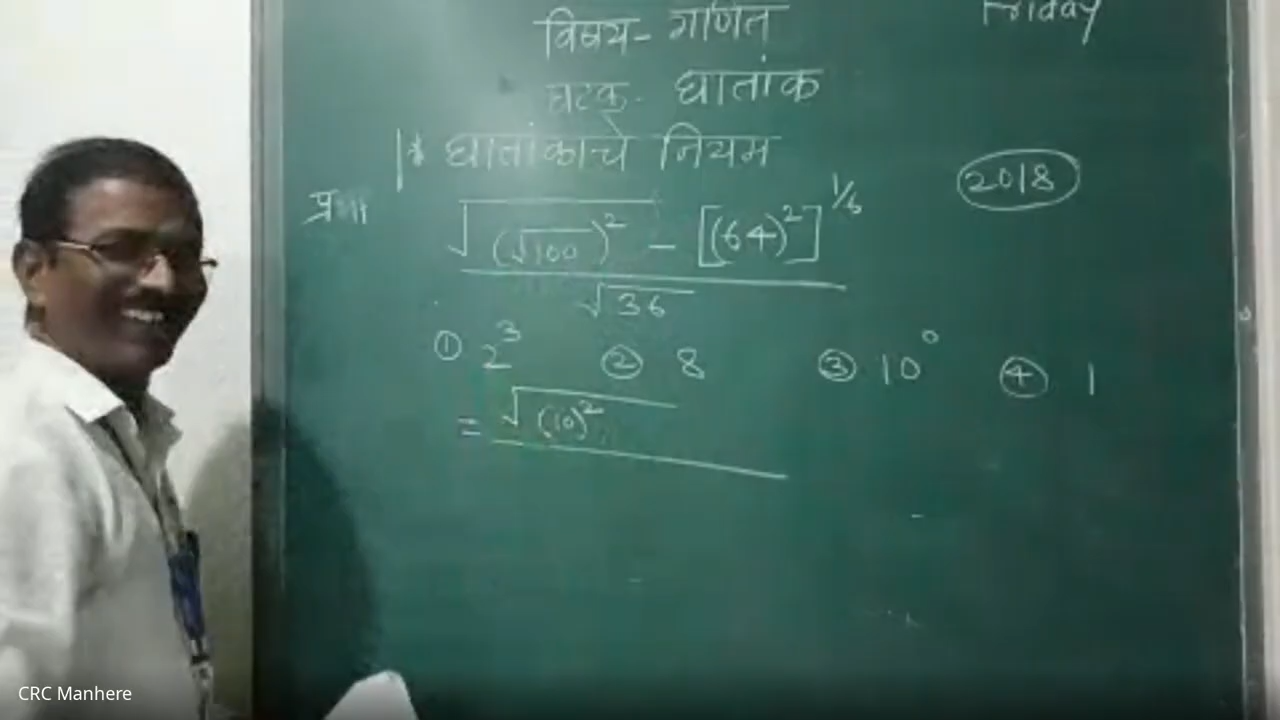 Friday
विषय- गणित
घटक- घातांक
* घातांकाचे नियम
2018
प्रश्न √(√100)² - [(64)²]^1/6
√36
① 2³ ② 8 ③ 10⁰ ④ 1
= √(10)²
CRC Manhere